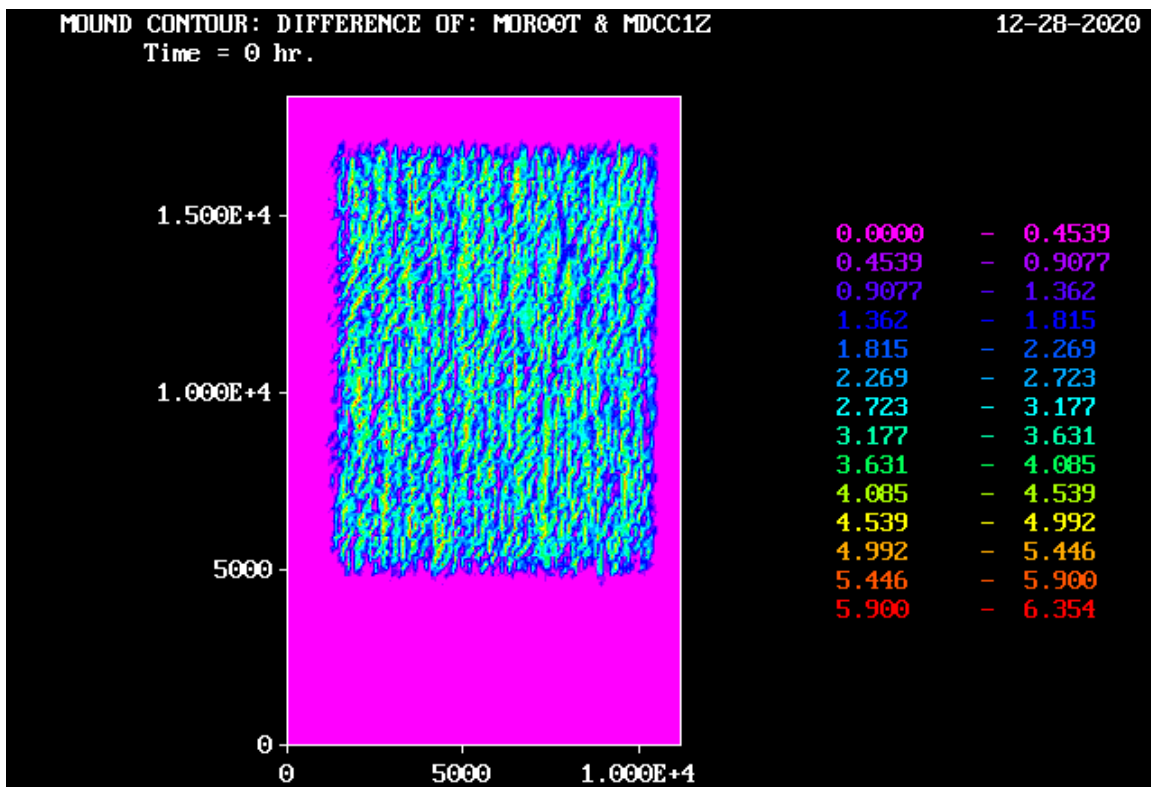 MOUND CONTOUR: DIFFERENCE OF: MOR00T & MDCC1Z 12-28-2020
Time = 0 hr.
1.500E+4
1.000E+4
5000
0
0 5000 1.000E+4
0.0000 - 0.4539
0.4539 - 0.9077
0.9077 - 1.362
1.362 - 1.815
1.815 - 2.269
2.269 - 2.723
2.723 - 3.177
3.177 - 3.631
3.631 - 4.085
4.085 - 4.539
4.539 - 4.992
4.992 - 5.446
5.446 - 5.900
5.900 - 6.354